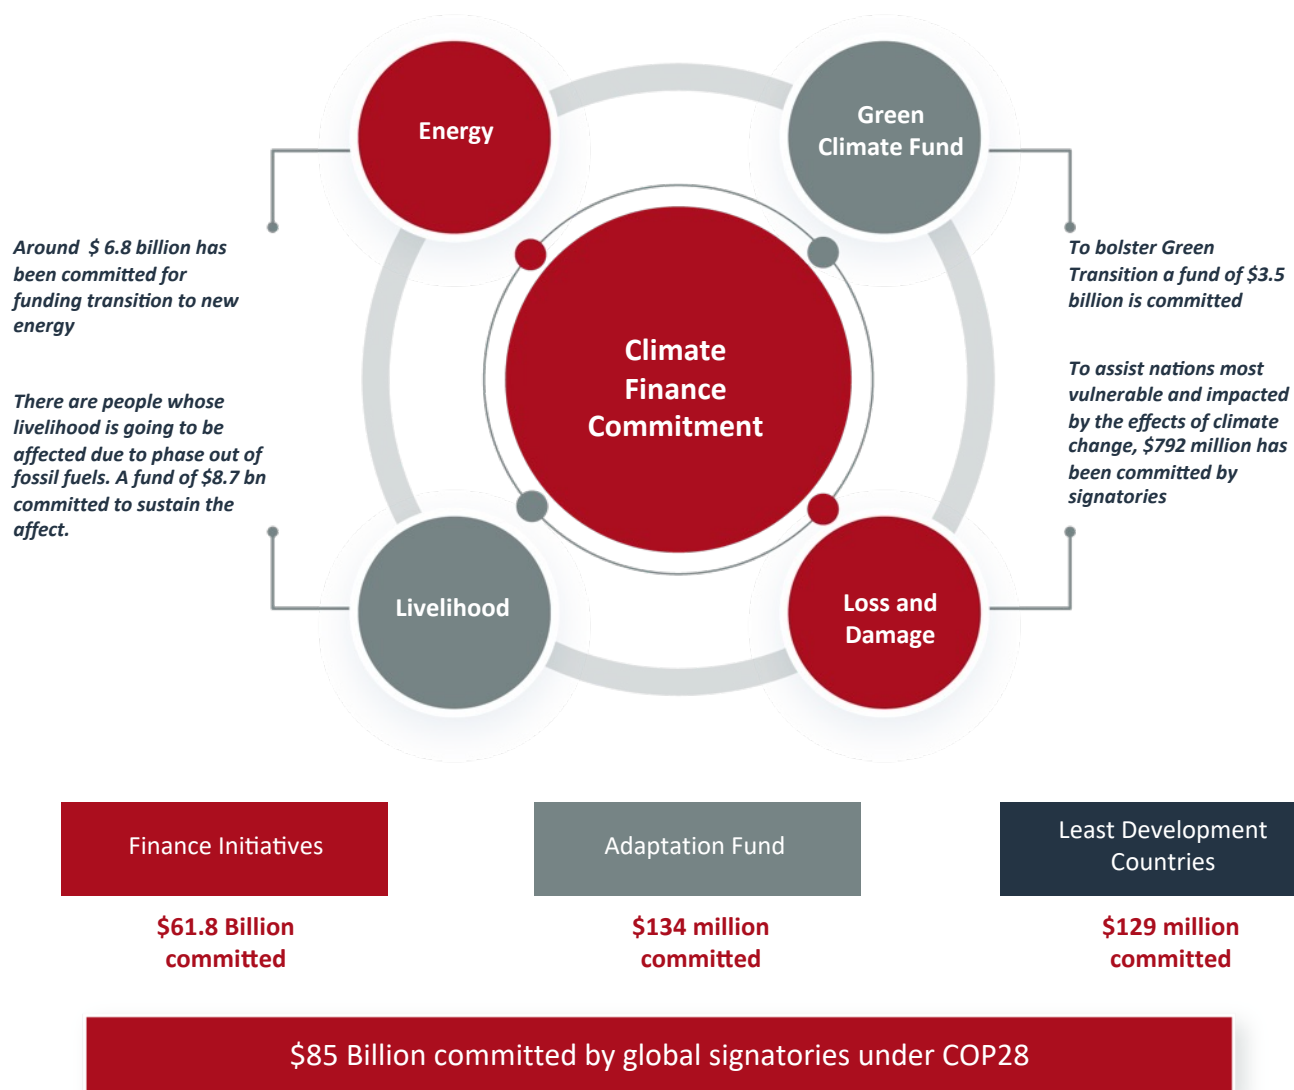 Energy
Green
Climate Fund
Around $ 6.8 billion has
been committed for
funding transition to new
energy
To bolster Green
Transition a fund of $3.5
billion is committed
Climate
Finance
Commitment
There are people whose
livelihood is going to be
affected due to phase out of
fossil fuels. A fund of $8.7 bn
committed to sustain the
affect.
To assist nations most
vulnerable and impacted
by the effects of climate
change, $792 million has
been committed by
signatories
Livelihood
Loss and
Damage
Finance Initiatives
$61.8 Billion
committed
Adaptation Fund
$134 million
committed
Least Development
Countries
$129 million
committed
$85 Billion committed by global signatories under COP28